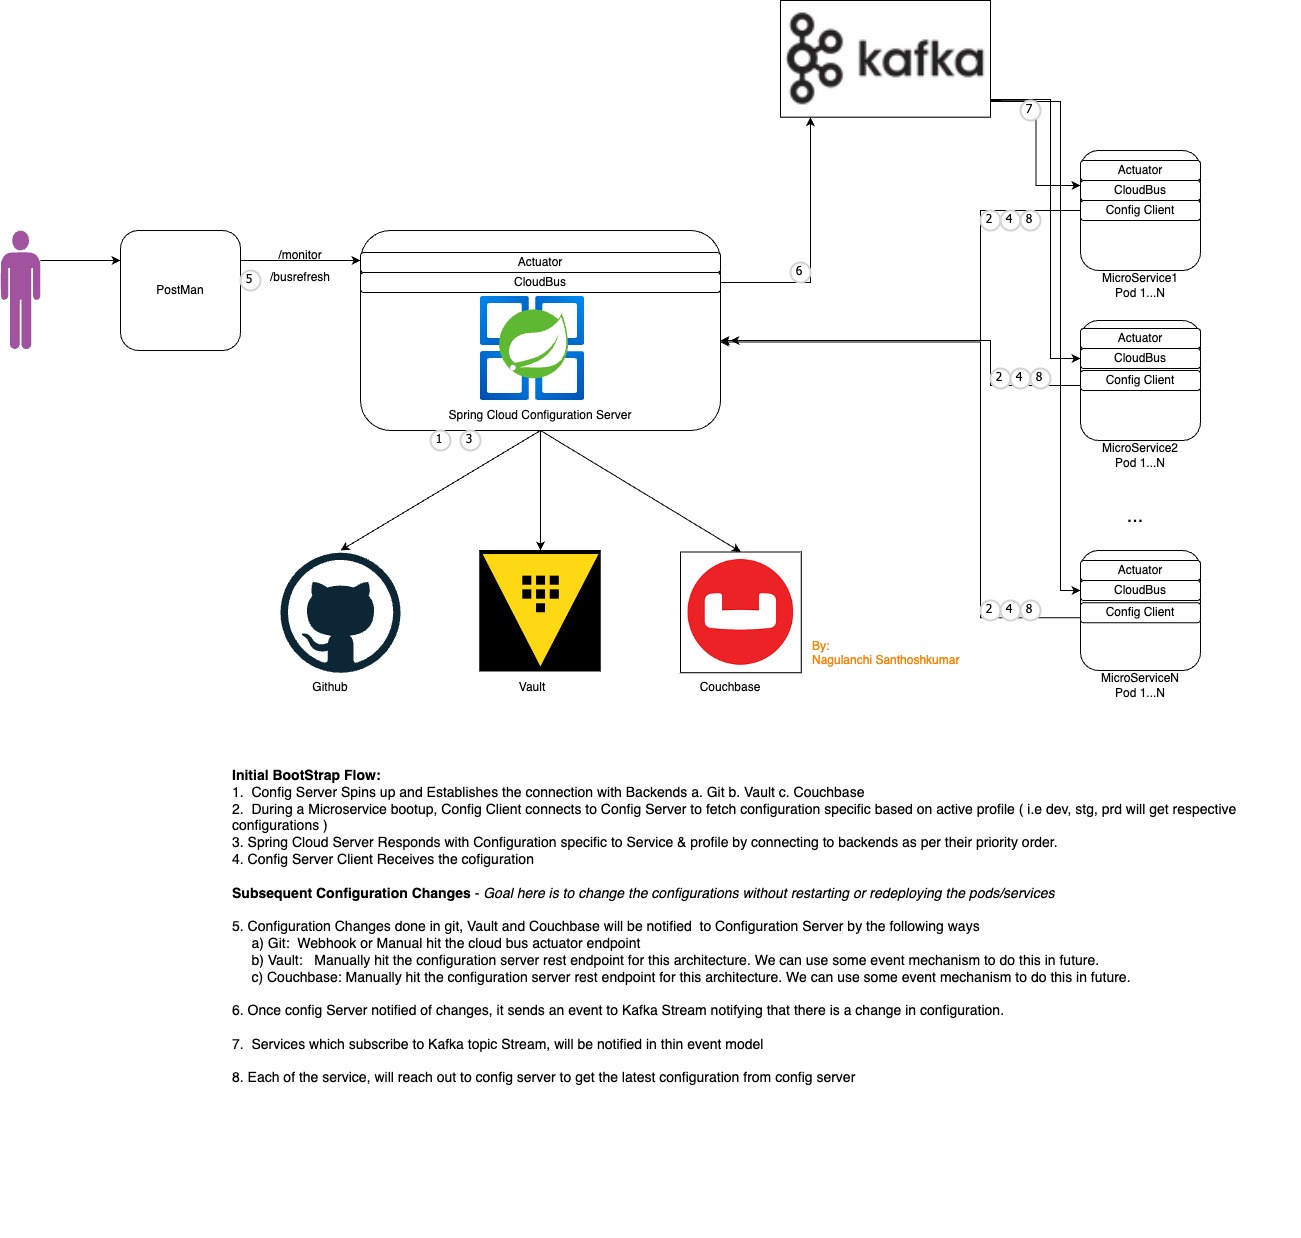 kafka
7
Actuator
CloudBus
Config Client
2 4 8
MicroService1
Pod 1...N
PostMan
/monitor
5
/busrefresh
Actuator
CloudBus
6
Spring Cloud Configuration Server
1 3
Actuator
CloudBus
Config Client
2 4 8
MicroService2
Pod 1...N
...
Actuator
CloudBus
Config Client
2 4 8
MicroServiceN
Pod 1...N
Github
Vault
Couchbase
By:
Nagulanchi Santhoshkumar
Initial BootStrap Flow:
1. Config Server Spins up and Establishes the connection with Backends a. Git b. Vault c. Couchbase
2. During a Microservice bootup, Config Client connects to Config Server to fetch configuration specific based on active profile ( i.e dev, stg, prd will get respective
configurations )
3. Spring Cloud Server Responds with Configuration specific to Service & profile by connecting to backends as per their priority order.
4. Config Server Client Receives the cofiguration
Subsequent Configuration Changes - Goal here is to change the configurations without restarting or redeploying the pods/services
5. Configuration Changes done in git, Vault and Couchbase will be notified to Configuration Server by the following ways
a) Git: Webhook or Manual hit the cloud bus actuator endpoint
b) Vault: Manually hit the configuration server rest endpoint for this architecture. We can use some event mechanism to do this in future.
c) Couchbase: Manually hit the configuration server rest endpoint for this architecture. We can use some event mechanism to do this in future.
6. Once config Server notified of changes, it sends an event to Kafka Stream notifying that there is a change in configuration.
7. Services which subscribe to Kafka topic Stream, will be notified in thin event model
8. Each of the service, will reach out to config server to get the latest configuration from config server